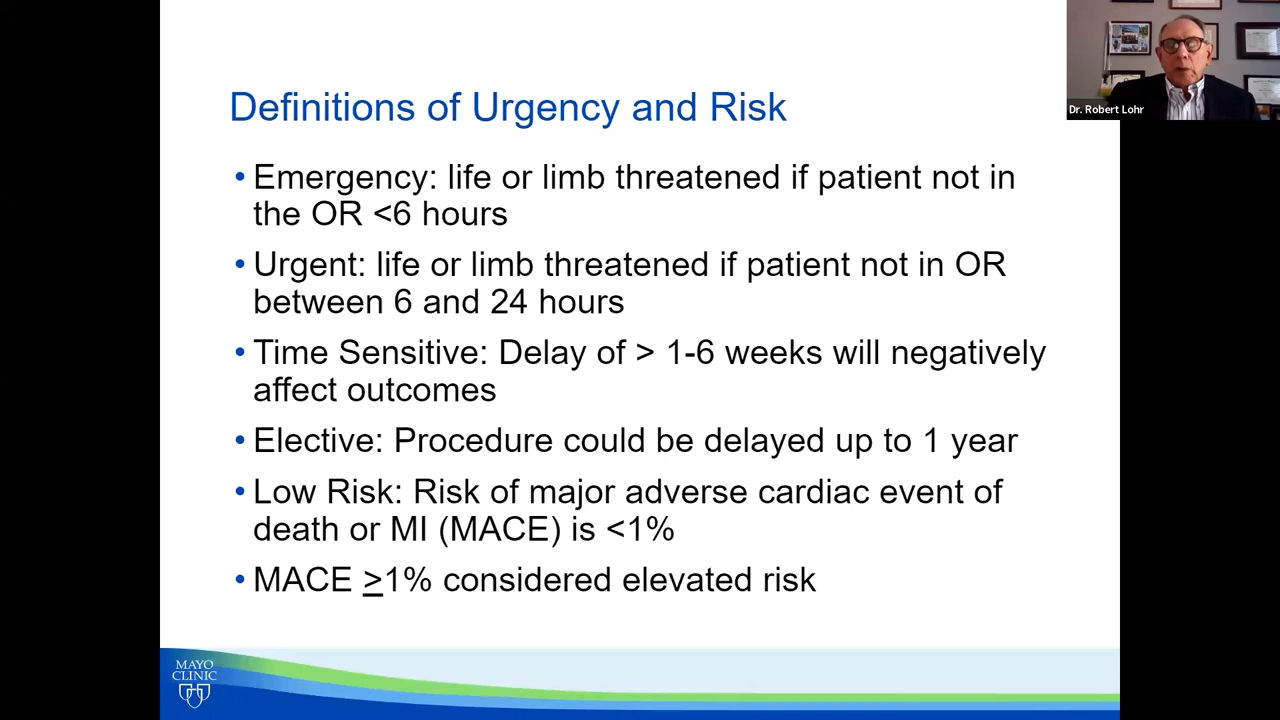 Dr. Robert Lohr
Definitions of Urgency and Risk
• Emergency: life or limb threatened if patient not in
the OR <6 hours
• Urgent: life or limb threatened if patient not in OR
between 6 and 24 hours
• Time Sensitive: Delay of > 1-6 weeks will negatively
affect outcomes
• Elective: Procedure could be delayed up to 1 year
• Low Risk: Risk of major adverse cardiac event of
death or MI (MACE) is <1%
• MACE ≥1% considered elevated risk
MAYO
CLINIC